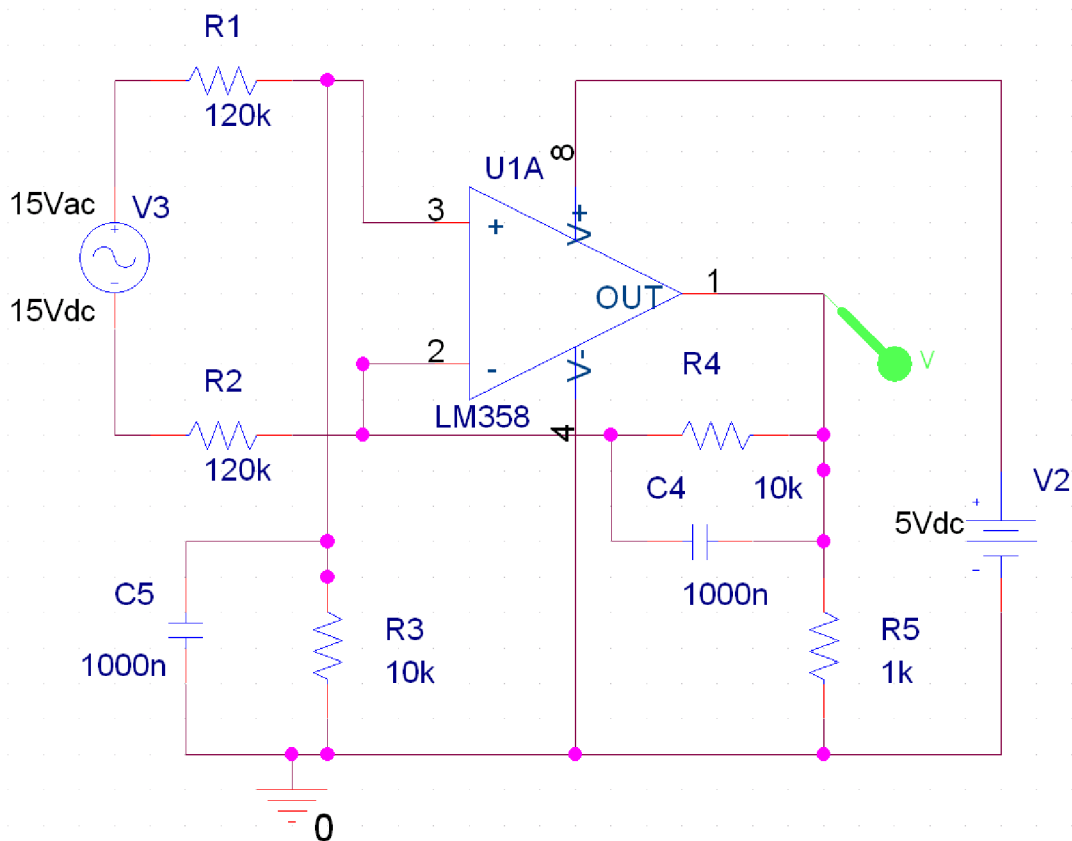 R1
120k
8
U1A
15Vac
V3
3
+
V+
15Vdc
OUT
1
V
2
-
V-
R4
R2
LM358
4
120k
C4
10k
V2
+
5Vdc
-
1000n
C5
1000n
R3
10k
R5
1k
0